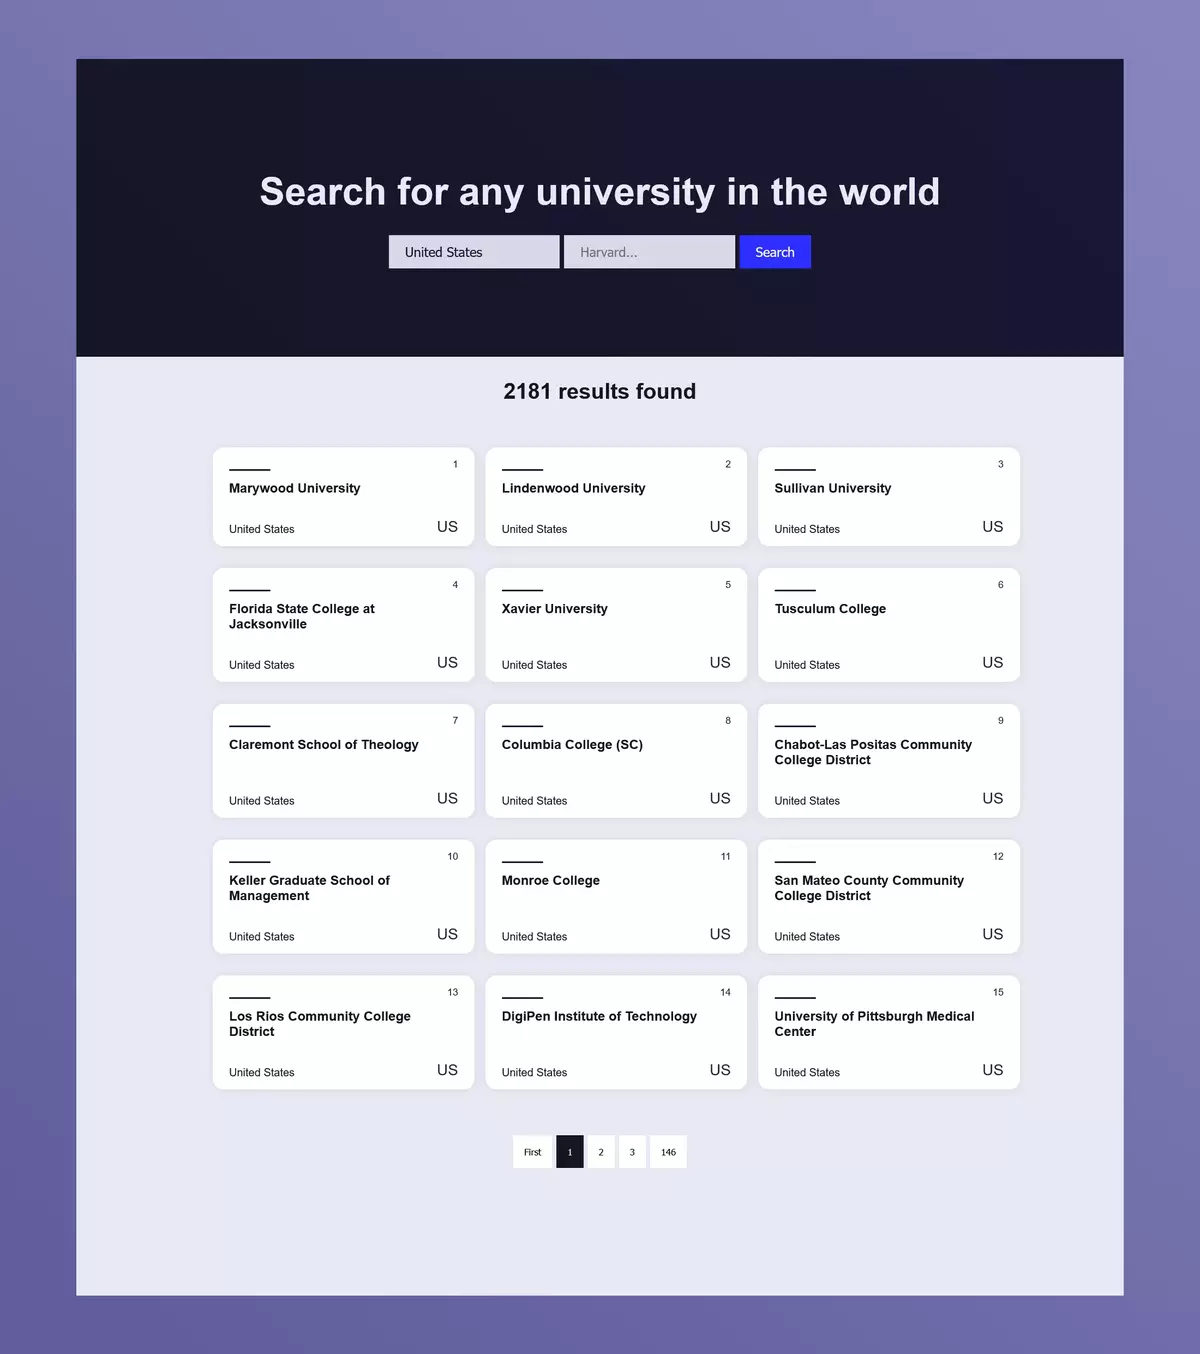 Search for any university in the world
United States
Harvard...
Search
2181 results found
1
Marywood University
United States
US
2
Lindenwood University
United States
US
3
Sullivan University
United States
US
4
Florida State College at
Jacksonville
United States
US
5
Xavier University
United States
US
6
Tusculum College
United States
US
7
Claremont School of Theology
United States
US
8
Columbia College (SC)
United States
US
9
Chabot-Las Positas Community
College District
United States
US
10
Keller Graduate School of
Management
United States
US
11
Monroe College
United States
US
12
San Mateo County Community
College District
United States
US
13
Los Rios Community College
District
United States
US
14
DigiPen Institute of Technology
United States
US
15
University of Pittsburgh Medical
Center
United States
US
First
1
2
3
146